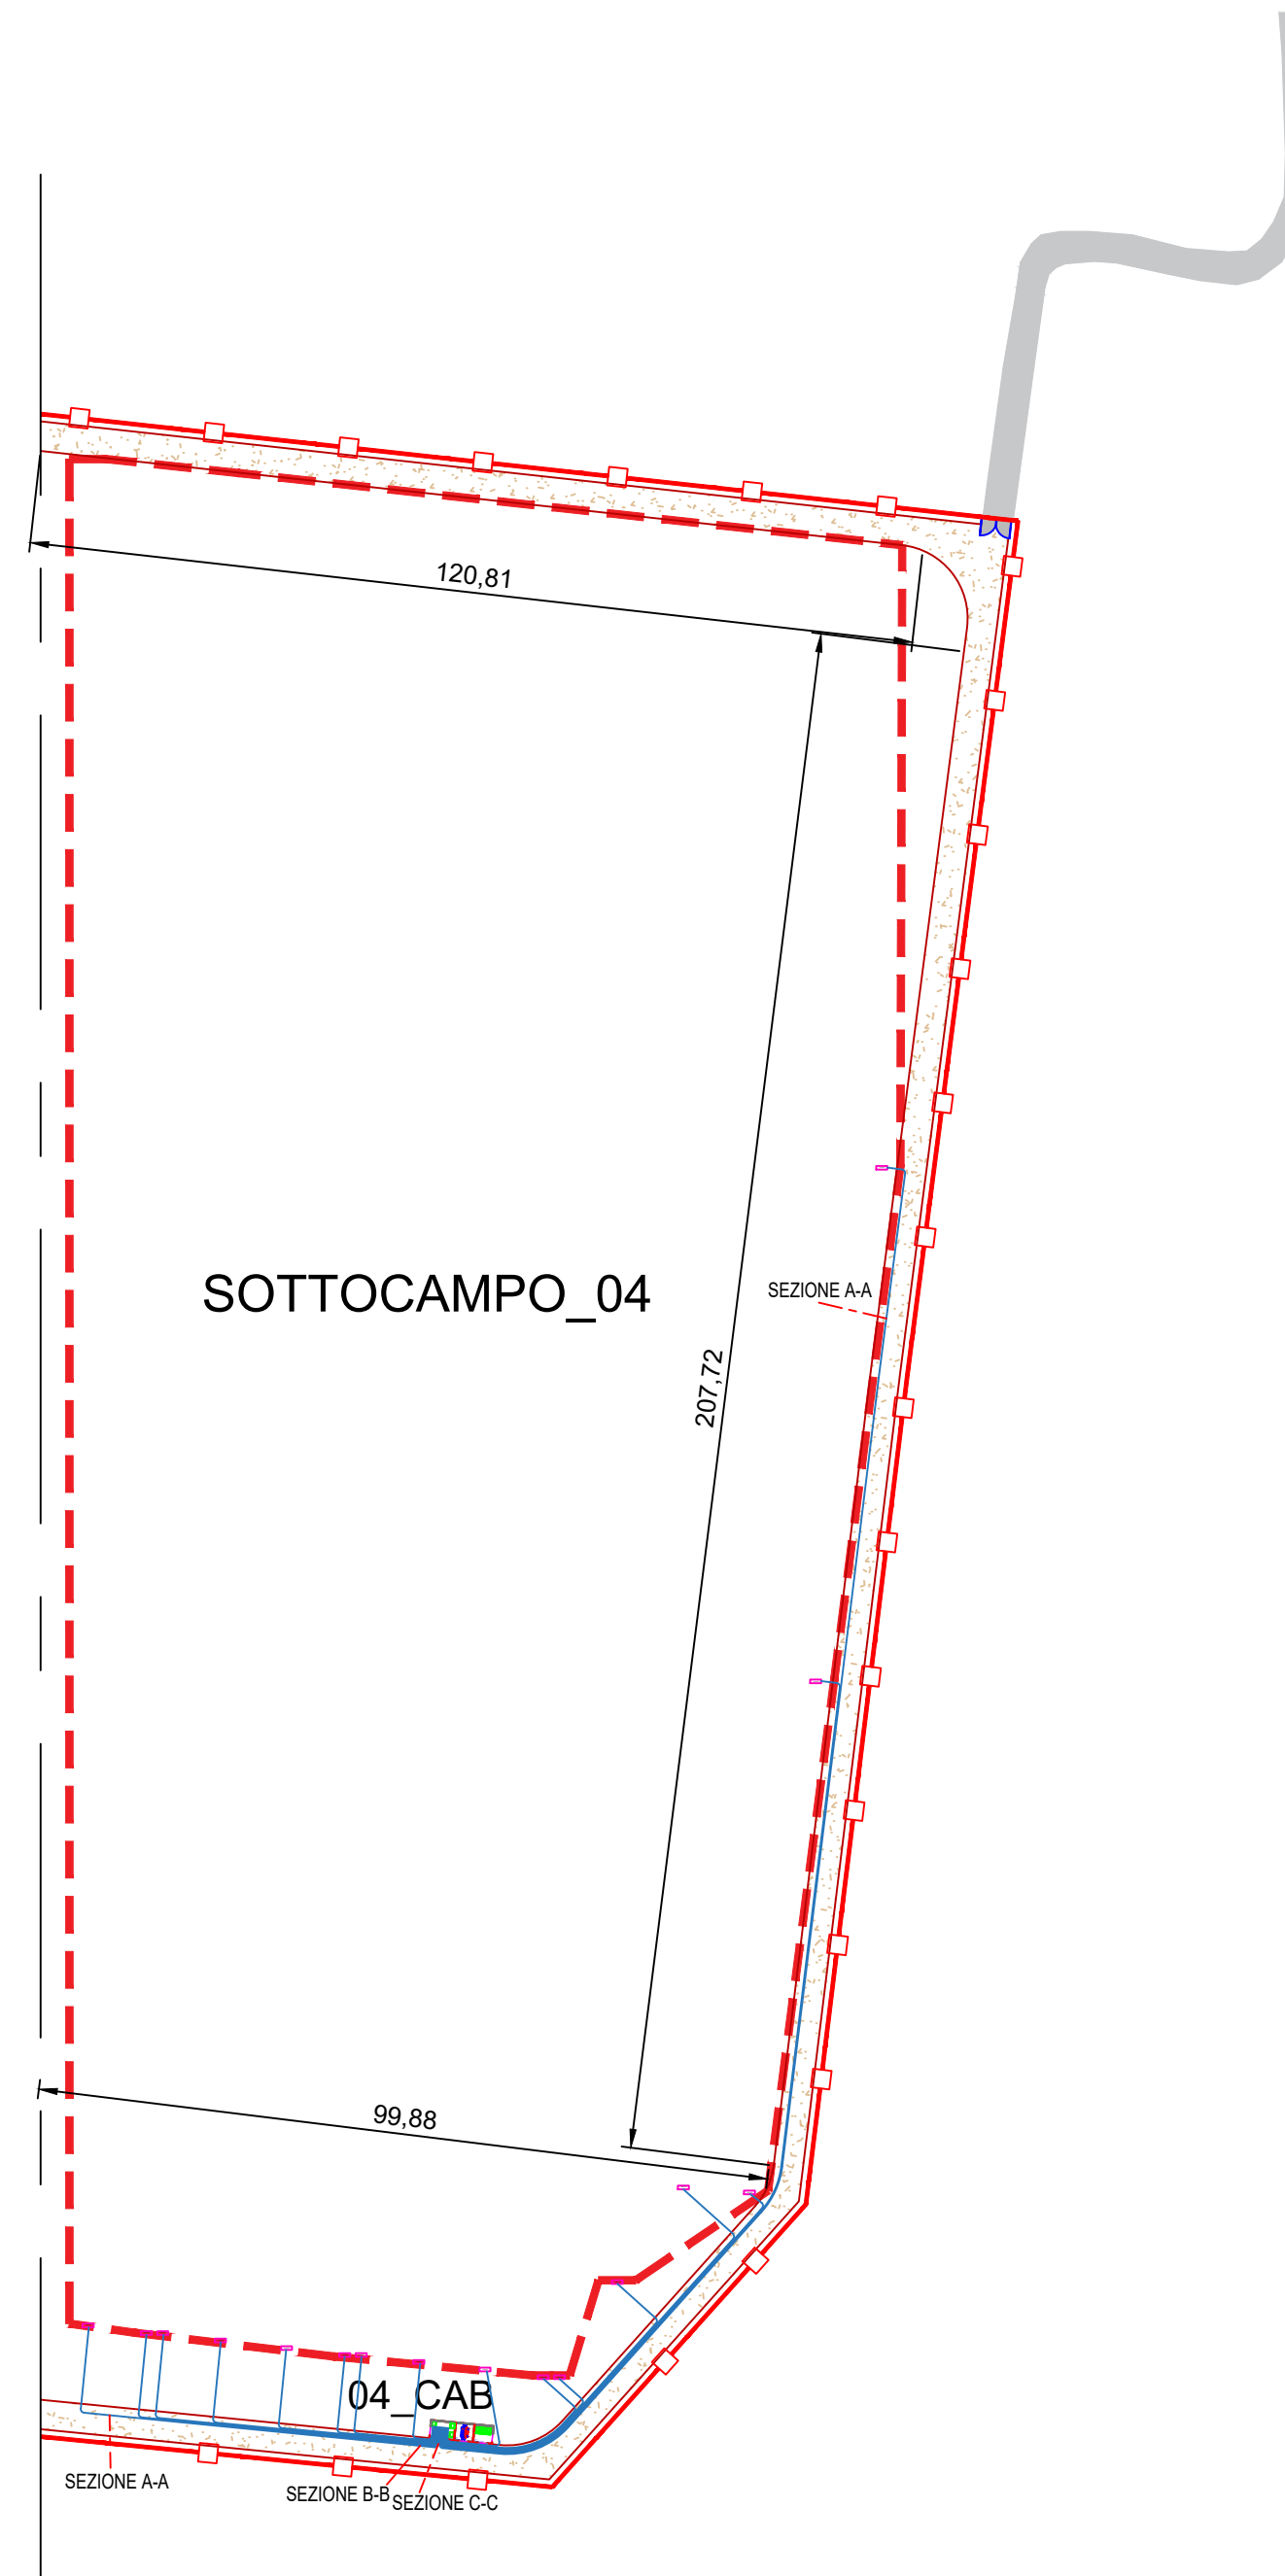 120,81
SOTTOCAMPO_04
SEZIONE A-A
207,72
99,88
04_CAB
SEZIONE A-A
SEZIONE B-B
SEZIONE C-C